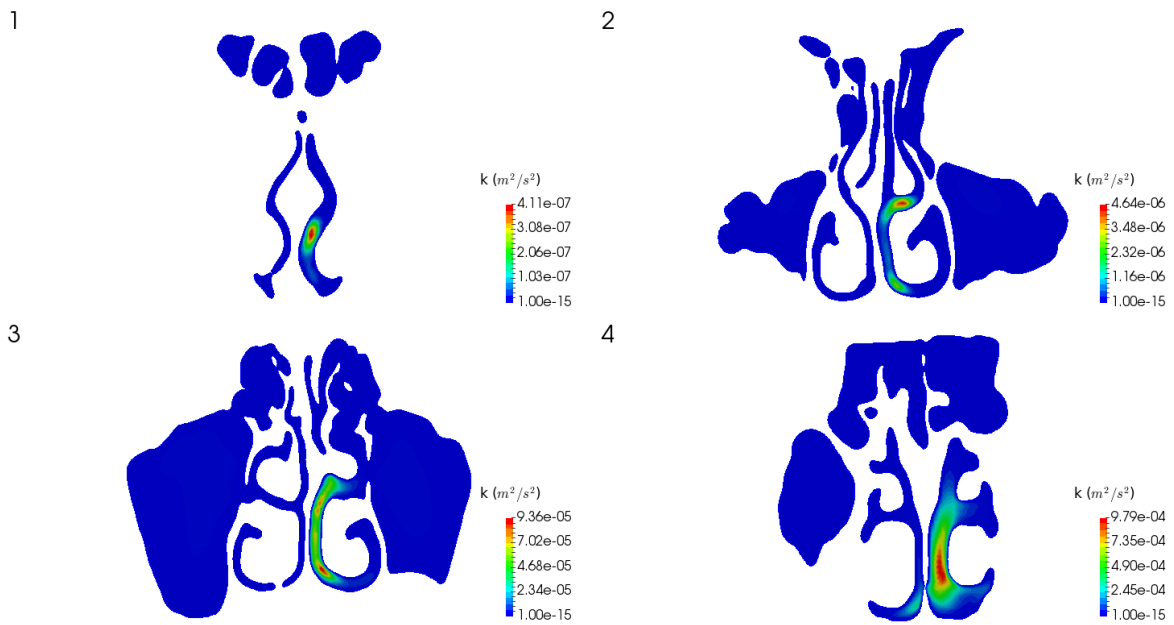 1
k (m²/s²)
4.11e-07
3.08e-07
2.06e-07
1.03e-07
1.00e-15
2
k (m²/s²)
4.64e-06
3.48e-06
2.32e-06
1.16e-06
1.00e-15
3
k (m²/s²)
9.36e-05
7.02e-05
4.68e-05
2.34e-05
1.00e-15
4
k (m²/s²)
9.79e-04
7.35e-04
4.90e-04
2.45e-04
1.00e-15